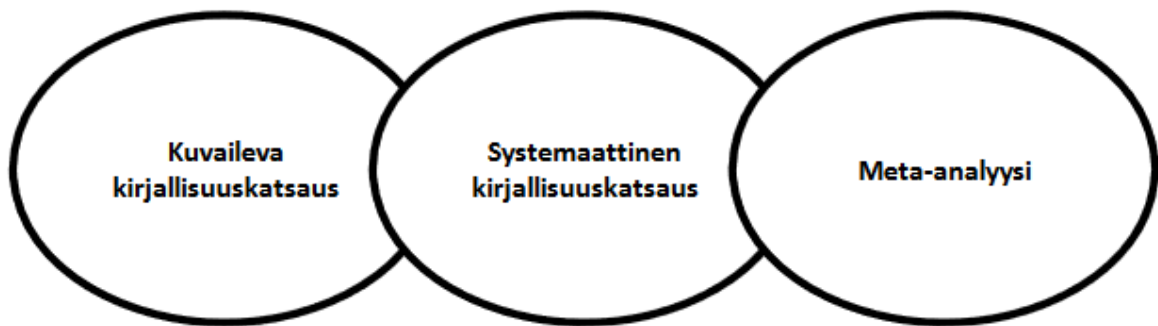 Kuvaileva
kirjallisuuskatsaus
Systemaattinen
kirjallisuuskatsaus
Meta-analyysi